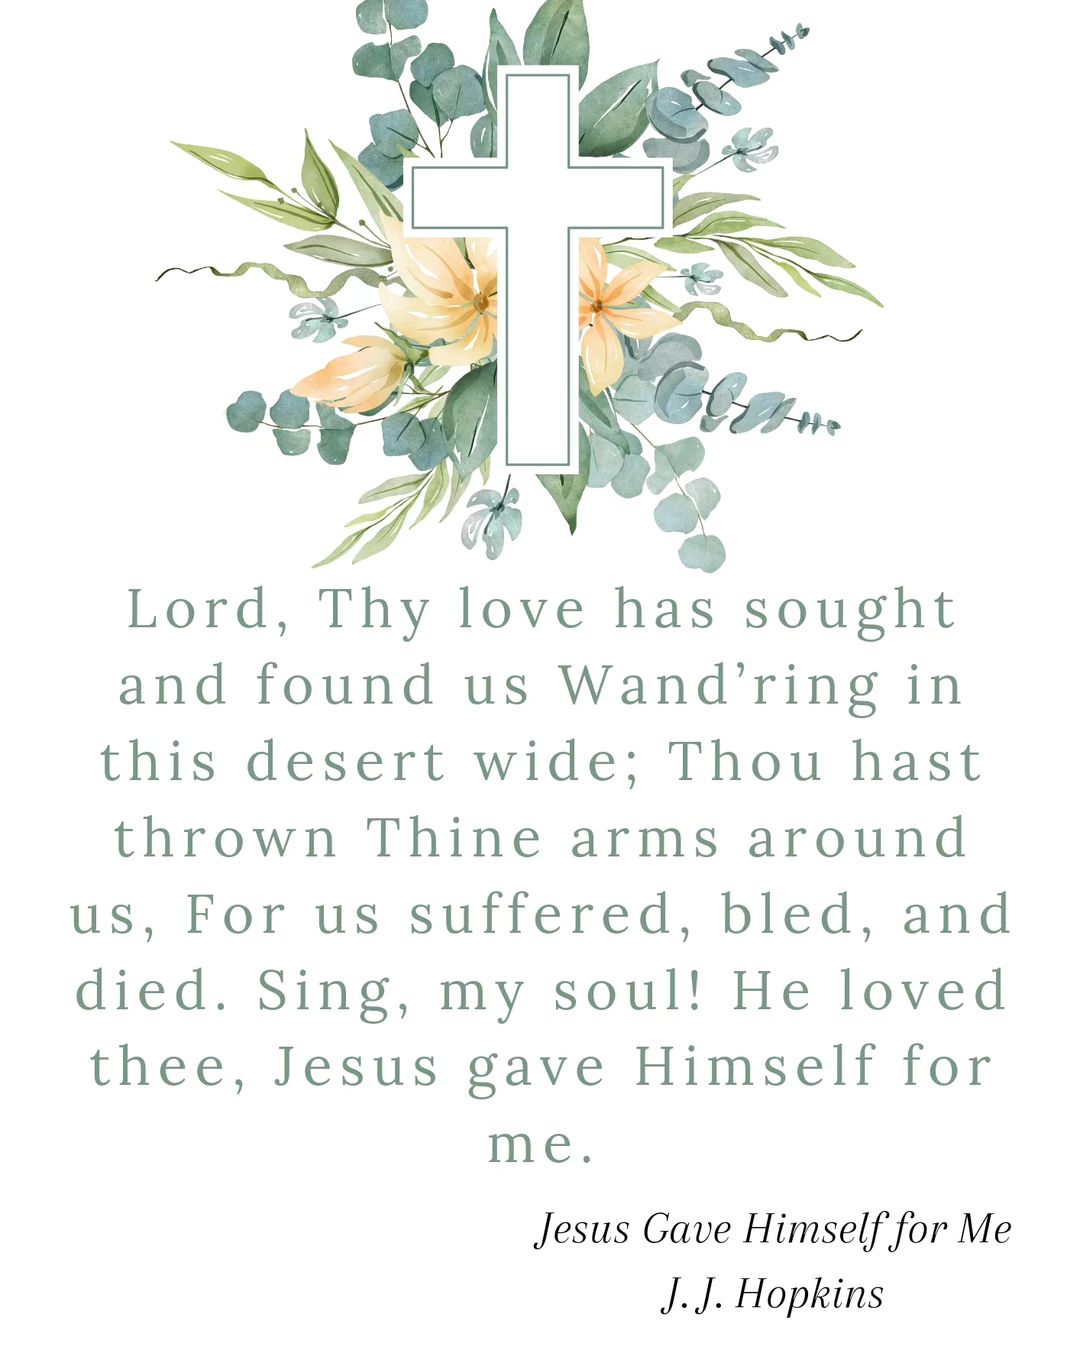 Lord, Thy love has sought
and found us Wand’ring in
this desert wide; Thou hast
thrown Thine arms around
us, For us suffered, bled, and
died. Sing, my soul! He loved
thee, Jesus gave Himself for
me.
Jesus Gave Himself for Me
J. J. Hopkins